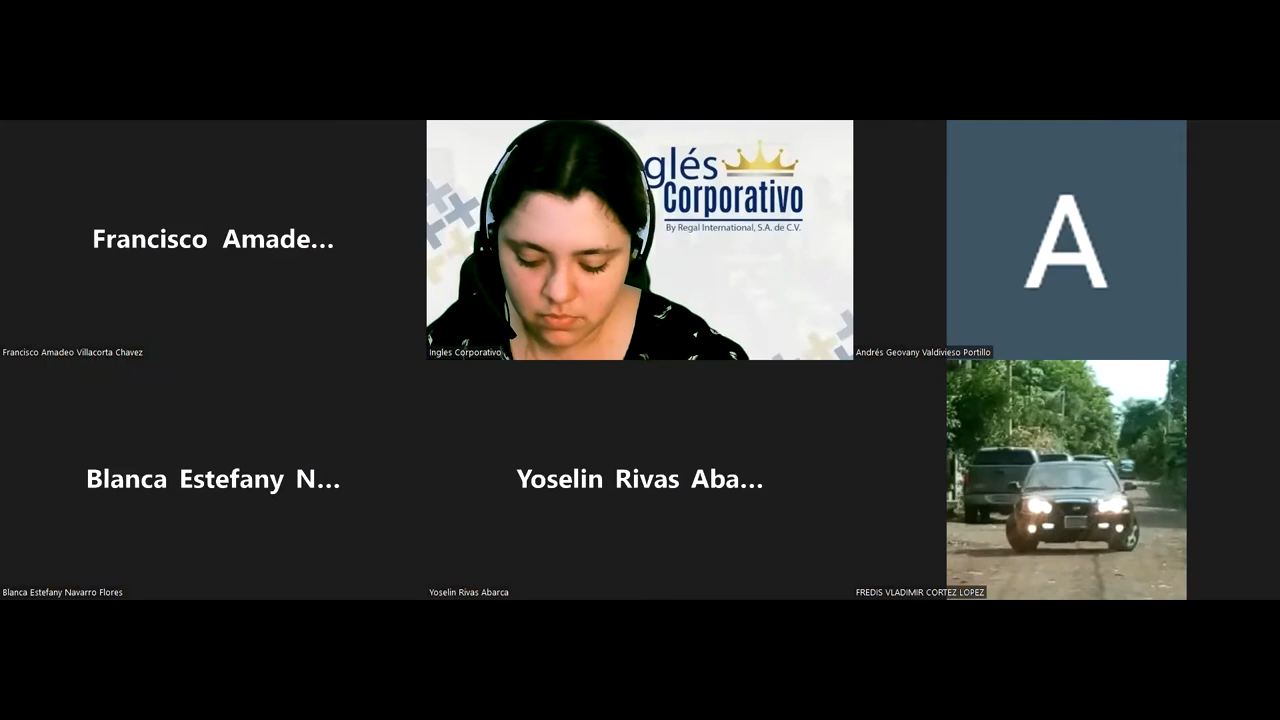 Francisco Amade...
Francisco Amadeo Villacorta Chavez
glés
Corporativo
By Regal International, S.A. de C.V.
Ingles Corporativo
A
Andrés Geovany Valdivieso Portillo
Blanca Estefany N...
Blanca Estefany Navarro Flores
Yoselin Rivas Aba...
Yoselin Rivas Abarca
FREDIS VLADIMIR CORTEZ LOPEZ